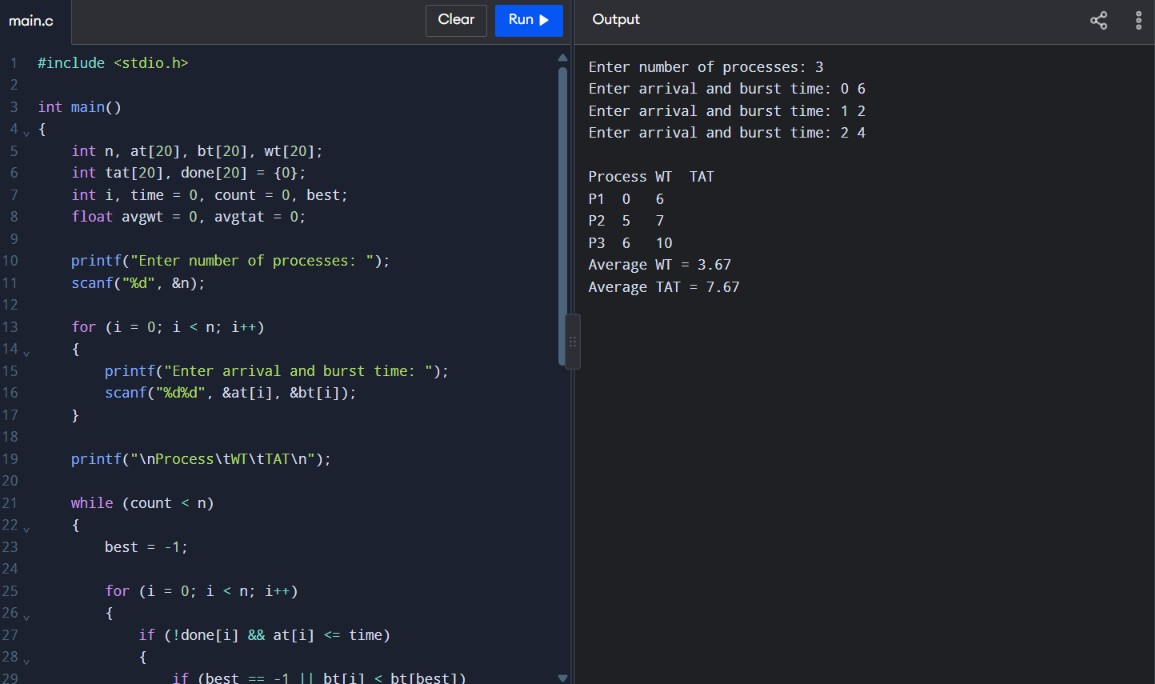 main.c
Clear
Run
Output
1 #include <stdio.h>
2
3 int main()
4 {
5 int n, at[20], bt[20], wt[20];
6 int tat[20], done[20] = {0};
7 int i, time = 0, count = 0, best;
8 float avgwt = 0, avgtat = 0;
9
10 printf("Enter number of processes: ");
11 scanf("%d", &n);
12
13 for (i = 0; i < n; i++)
14 {
15 printf("Enter arrival and burst time: ");
16 scanf("%d%d", &at[i], &bt[i]);
17 }
18
19 printf("\nProcess\tWT\tTAT\n");
20
21 while (count < n)
22 {
23 best = -1;
24
25 for (i = 0; i < n; i++)
26 {
27 if (!done[i] && at[i] <= time)
28 {
29 if (best == -1 || bt[i] < bt[best])
Enter number of processes: 3
Enter arrival and burst time: 0 6
Enter arrival and burst time: 1 2
Enter arrival and burst time: 2 4
Process WT TAT
P1 0 6
P2 5 7
P3 6 10
Average WT = 3.67
Average TAT = 7.67